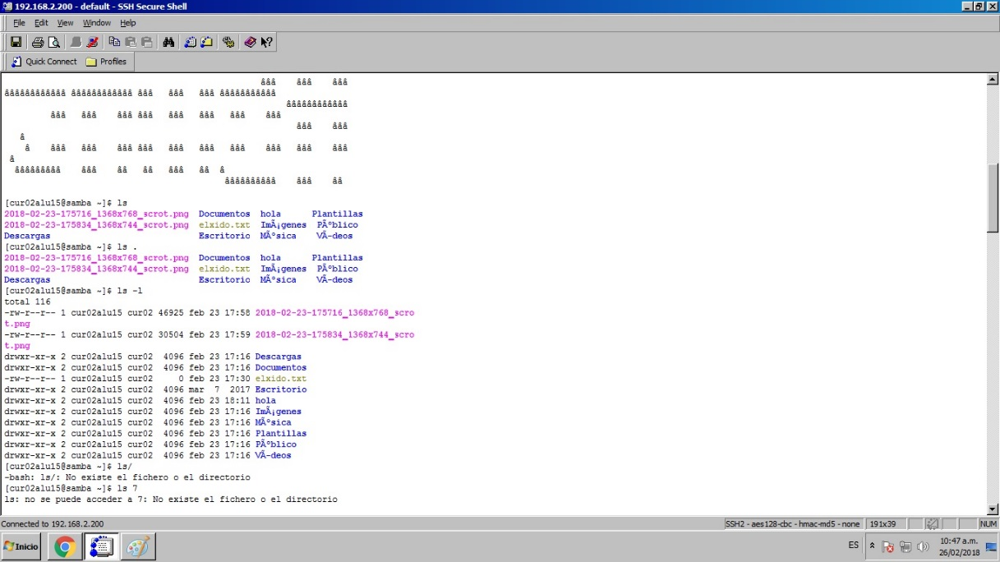 192.168.2.200 - default - SSH Secure Shell
File Edit View Window Help
Quick Connect Profiles
âââ âââ âââ
ââââââââââââ ââââââââââââ âââ âââ âââ âââââââââââ
ââââââââââââ
âââ âââ âââ âââ âââ âââ âââ âââ
âââ âââ
â
â âââ âââ âââ âââ âââ âââ âââ âââ âââ âââ
â
âââââââââ âââ ââ ââ âââ ââ â
ââââââââââ âââ ââ
[cur02alu15@samba ~]$ ls
2018-02-23-175716_1368x768_scrot.png Documentos hola Plantillas
2018-02-23-175834_1368x744_scrot.png elxido.txt ImÃ¡genes PÃºblico
Descargas Escritorio MÃºsica VÃ-deos
[cur02alu15@samba ~]$ ls .
2018-02-23-175716_1368x768_scrot.png Documentos hola Plantillas
2018-02-23-175834_1368x744_scrot.png elxido.txt ImÃ¡genes PÃºblico
Descargas Escritorio MÃºsica VÃ-deos
[cur02alu15@samba ~]$ ls -l
total 116
-rw-r--r-- 1 cur02alu15 cur02 46925 feb 23 17:58 2018-02-23-175716_1368x768_scro
t.png
-rw-r--r-- 1 cur02alu15 cur02 30504 feb 23 17:59 2018-02-23-175834_1368x744_scro
t.png
drwxr-xr-x 2 cur02alu15 cur02 4096 feb 23 17:16 Descargas
drwxr-xr-x 2 cur02alu15 cur02 4096 feb 23 17:16 Documentos
-rw-r--r-- 1 cur02alu15 cur02 0 feb 23 17:30 elxido.txt
drwxr-xr-x 2 cur02alu15 cur02 4096 mar 7 2017 Escritorio
drwxr-xr-x 2 cur02alu15 cur02 4096 feb 23 18:11 hola
drwxr-xr-x 2 cur02alu15 cur02 4096 feb 23 17:16 ImÃ¡genes
drwxr-xr-x 2 cur02alu15 cur02 4096 feb 23 17:16 MÃºsica
drwxr-xr-x 2 cur02alu15 cur02 4096 feb 23 17:16 Plantillas
drwxr-xr-x 2 cur02alu15 cur02 4096 feb 23 17:16 PÃºblico
drwxr-xr-x 2 cur02alu15 cur02 4096 feb 23 17:16 VÃ-deos
[cur02alu15@samba ~]$ ls/
-bash: ls/: No existe el fichero o el directorio
[cur02alu15@samba ~]$ ls 7
ls: no se puede acceder a 7: No existe el fichero o el directorio
Connected to 192.168.2.200 SSH2 - aes128-cbc - hmac-md5 - none 191x39 NUM
Inicio ES 10:47 a.m.
26/02/2018